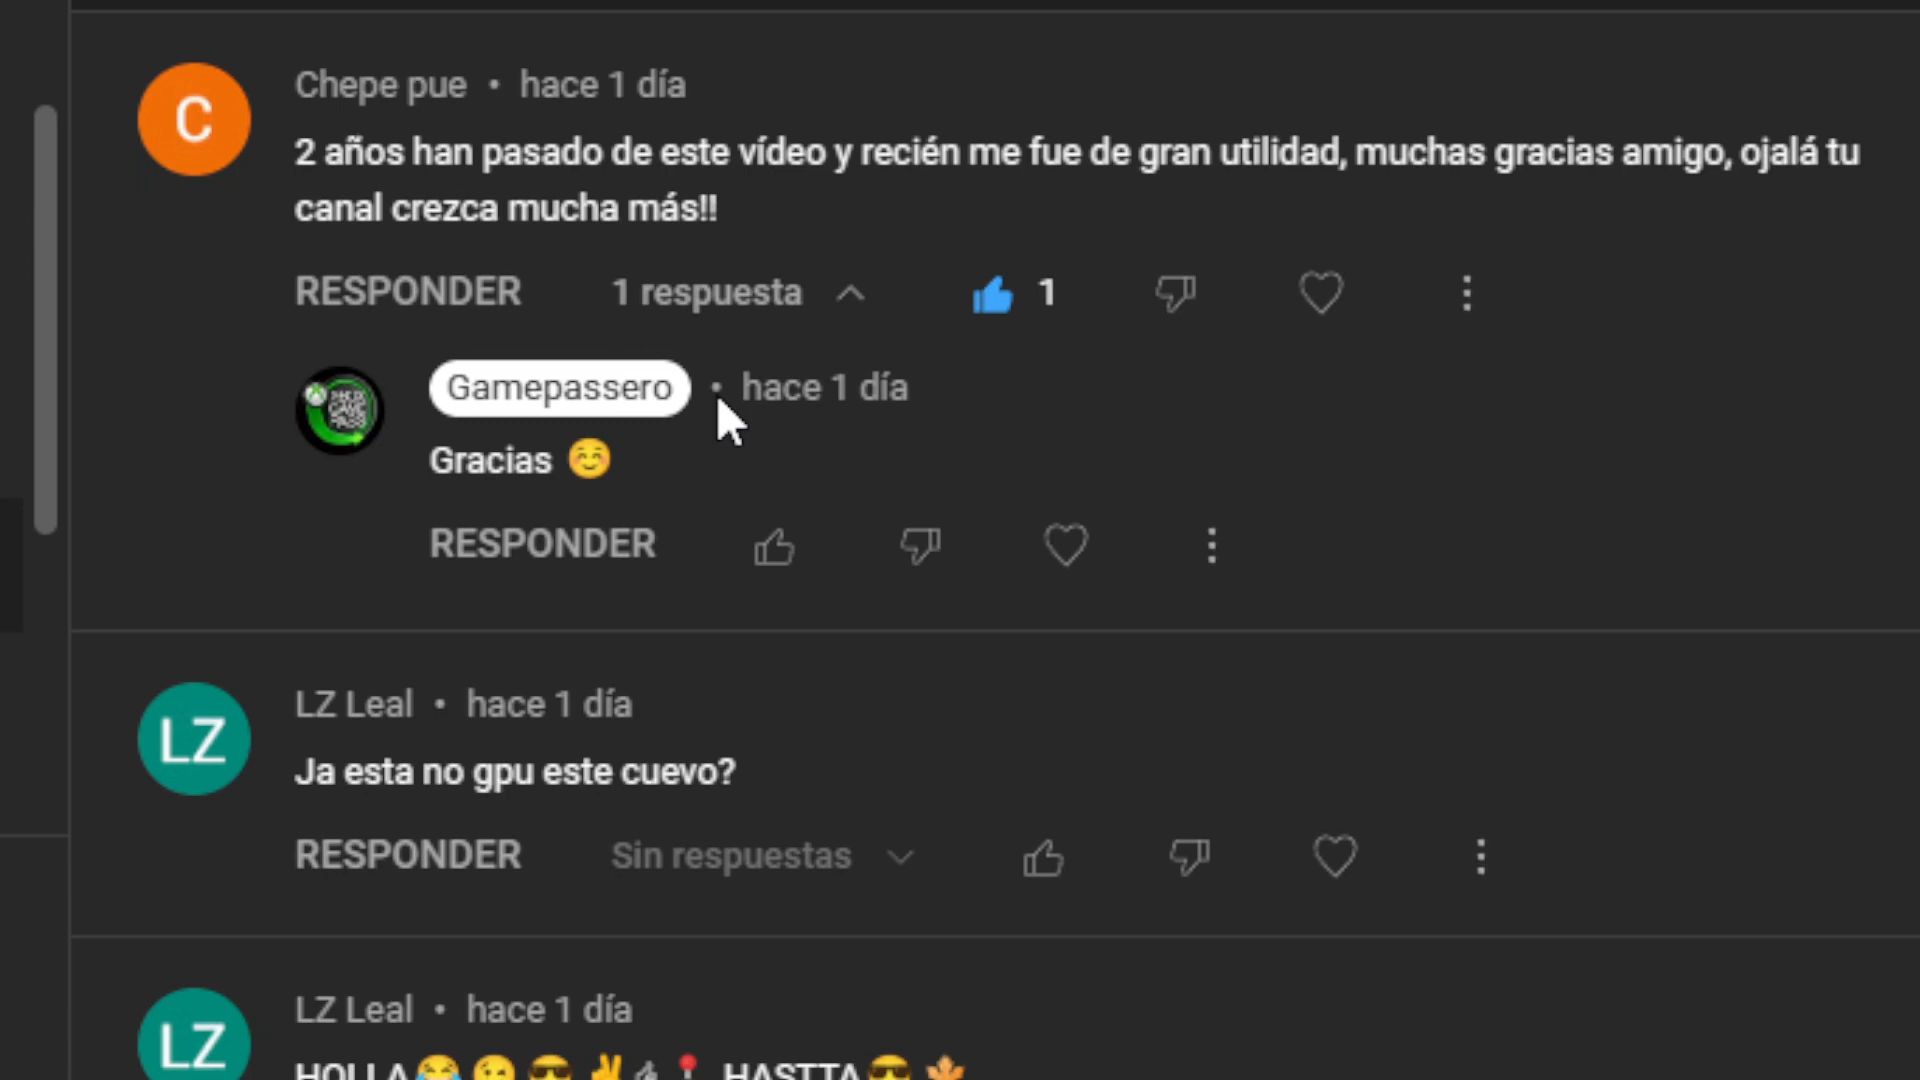 C
Chepe pue • hace 1 día
2 años han pasado de este vídeo y recién me fue de gran utilidad, muchas gracias amigo, ojalá tu
canal crezca mucha más!!
RESPONDER 1 respuesta 1
Gamepassero • hace 1 día
Gracias ☺️
RESPONDER
LZ
LZ Leal • hace 1 día
Ja esta no gpu este cuevo?
RESPONDER Sin respuestas
LZ
LZ Leal • hace 1 día
HOLLA😂😉😎✌👍📍 HASTTA😎🍁